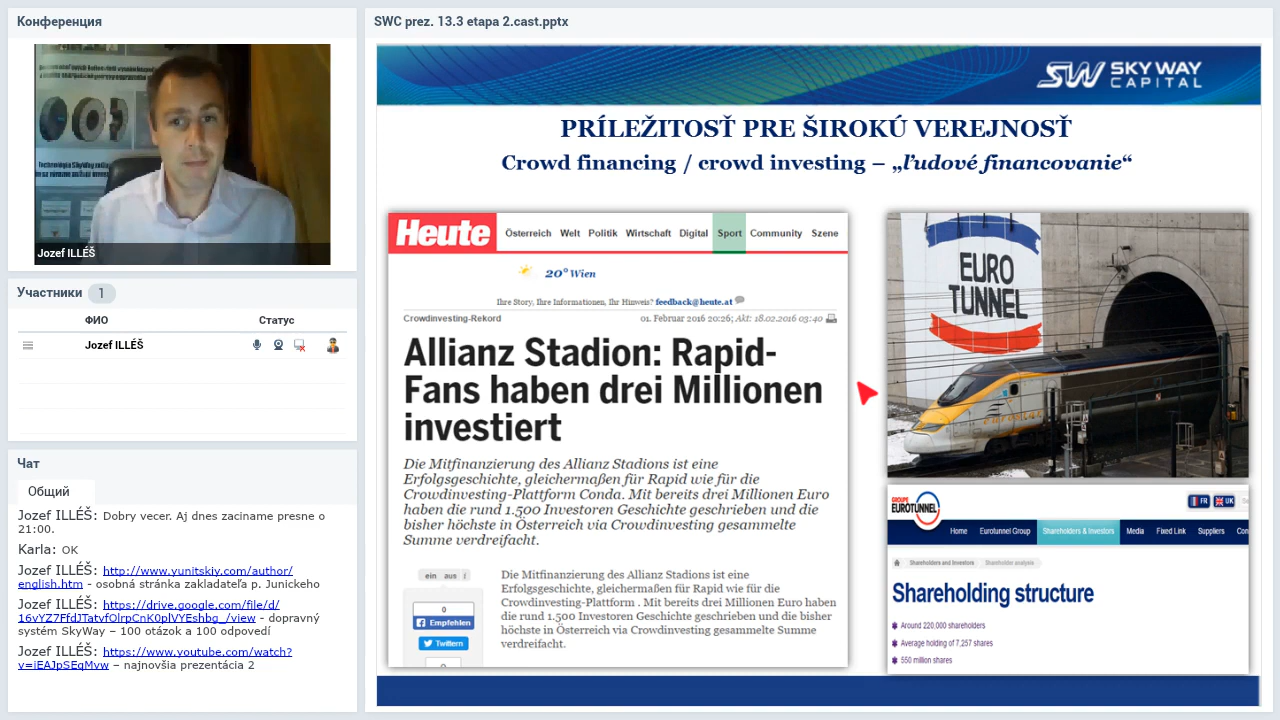 Конференция
Jozef ILLÉŠ
Участники 1
ФИО Статус
Jozef ILLÉŠ
Чат
Общий
Jozef ILLÉŠ: Dobry vecer. Aj dnes zaciname presne o
21:00.
Karla: OK
Jozef ILLÉŠ: http://www.yunitskiy.com/author/
english.htm - osobná stránka zakladateľa p. Junickeho
Jozef ILLÉŠ: https://drive.google.com/file/d/
16vYZ7FfdJTatvfOlrpCnK0plVYEshbg_/view - dopravný
systém SkyWay – 100 otázok a 100 odpovedí
Jozef ILLÉŠ: https://www.youtube.com/watch?
v=iEAJpSEqMvw – najnovšia prezentácia 2
SWC prez. 13.3 etapa 2.cast.pptx
SW SKY WAY
CAPITAL
PRÍLEŽITOSŤ PRE ŠIROKÚ VEREJNOSŤ
Crowd financing / crowd investing – „ľudové financovanie“
Heute Österreich Welt Politik Wirtschaft Digital Sport Community Szene
20° Wien
Ihre Story, Ihre Informationen, Ihr Hinweis? feedback@heute.at
Crowdinvesting-Rekord 01. Februar 2016 20:26; Akt: 18.02.2016 03:40
Allianz Stadion: Rapid-
Fans haben drei Millionen
investiert
Die Mitfinanzierung des Allianz Stadions ist eine
Erfolgsgeschichte, gleichermaßen für Rapid wie für die
Crowdinvesting-Plattform Conda. Mit bereits drei Millionen Euro
haben die rund 1.500 Investoren Geschichte geschrieben und die
bisher höchste in Österreich via Crowdinvesting gesammelte
Summe verdreifacht.
ein aus i
0
Empfehlen
Twittern
Die Mitfinanzierung des Allianz Stadions ist eine
Erfolgsgeschichte, gleichermaßen für Rapid wie für die
Crowdinvesting-Plattform . Mit bereits drei Millionen Euro haben
die rund 1.500 Investoren Geschichte geschrieben und die bisher
höchste in Österreich via Crowdinvesting gesammelte Summe
verdreifacht.
EURO
TUNNEL
GROUPE
EUROTUNNEL
FR UK
Home Eurotunnel Group Shareholders & Investors Media Fixed Link Suppliers Con
Shareholders and Investors Shareholder analysis
Shareholding structure
Around 220,000 shareholders
Average holding of 7,257 shares
550 million shares